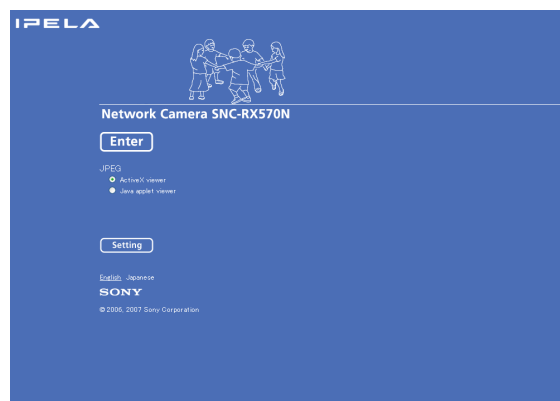 IPELA
Network Camera SNC-RX570N
Enter
JPEG
ActiveX viewer
Java applet viewer
Setting
English Japanese
SONY
© 2006, 2007 Sony Corporation